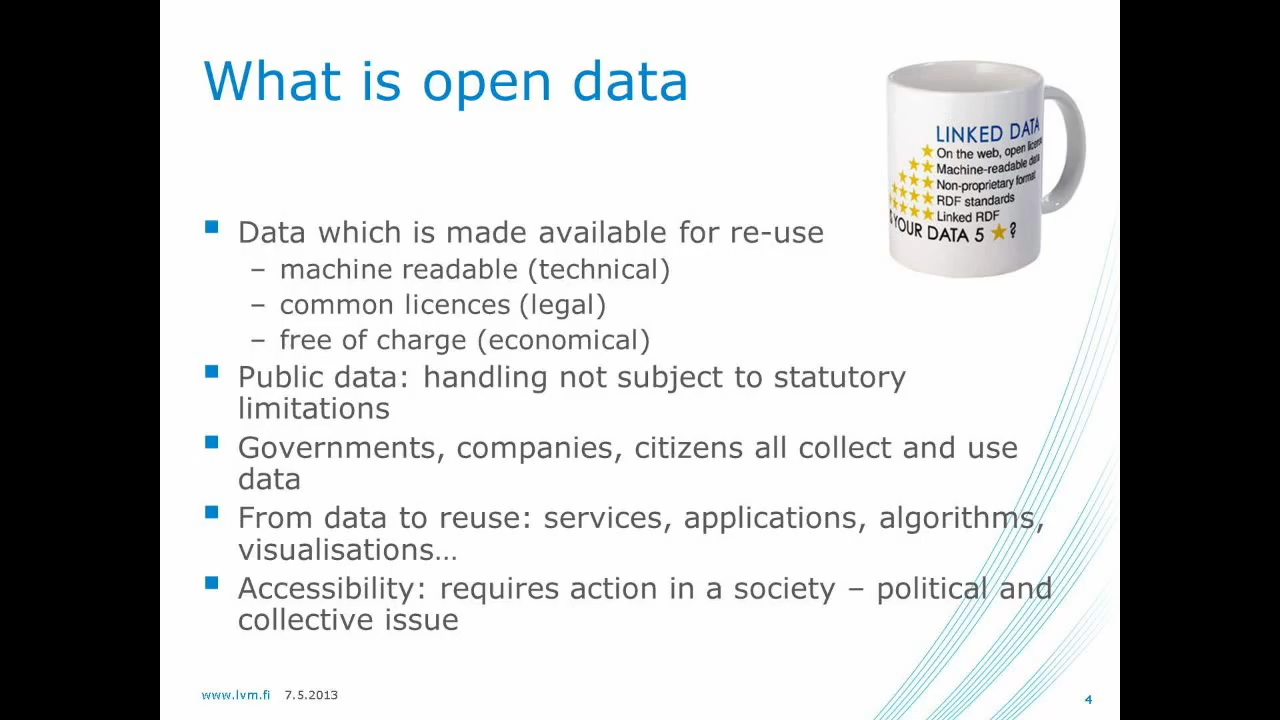 What is open data
LINKED DATA
On the web, open
Machine-readable data
Non-proprietary format
RDF standards
Linked RDF
YOUR DATA 5 ?
Data which is made available for re-use
– machine readable (technical)
– common licences (legal)
– free of charge (economical)
Public data: handling not subject to statutory
limitations
Governments, companies, citizens all collect and use
data
From data to reuse: services, applications, algorithms,
visualisations…
Accessibility: requires action in a society – political and
collective issue
www.lvm.fi 7.5.2013
4